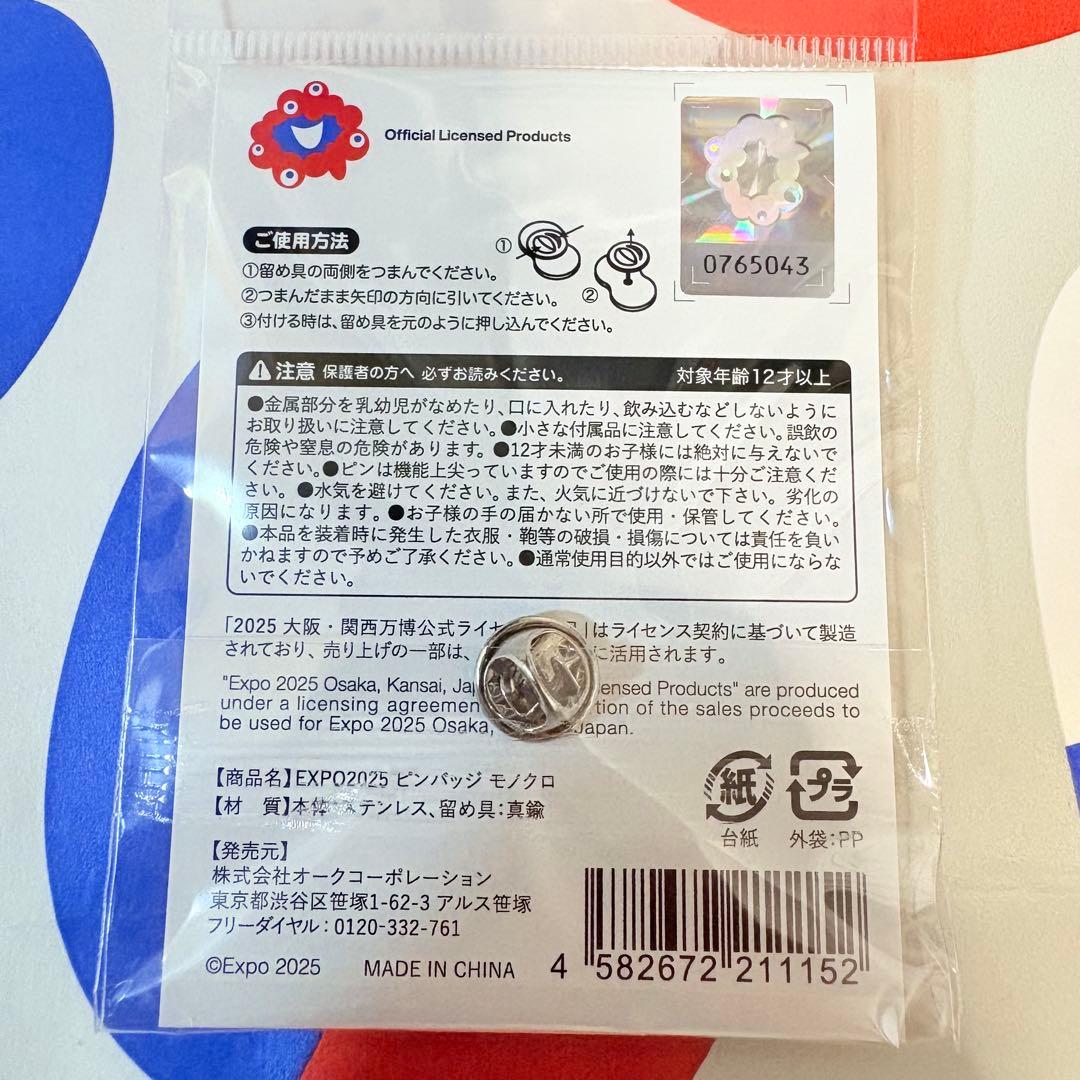 Official Licensed Products
0765043
ご使用方法
①留め具の両側をつまんでください。
②つまんだまま矢印の方向に引いてください。
③付ける時は、留め具を元のように押し込んでください。
①
②
注意 保護者の方へ 必ずお読みください。 対象年齢12才以上
●金属部分を乳幼児がなめたり、口に入れたり、飲み込むなどしないように
お取り扱いに注意してください。●小さな付属品に注意してください。誤飲の
危険や窒息の危険があります。●12才未満のお子様には絶対に与えないで
ください。●ピンは機能上尖っていますのでご使用の際には十分ご注意くだ
さい。●水気を避けてください。また、火気に近づけないで下さい。劣化の
原因になります。●お子様の手の届かない所で使用・保管してください。
●本品を装着時に発生した衣服・鞄等の破損・損傷については責任を負い
かねますので予めご了承ください。●通常使用目的以外ではご使用にならな
いでください。
「2025 大阪・関西万博公式ライセ 」はライセンス契約に基づいて製造
されており、売り上げの一部は、 に活用されます。
"Expo 2025 Osaka, Kansai, Products" are produced
under a licensing of the sales proceeds to
be used for Expo 2025 Osaka, Japan.
【商品名】EXPO2025 ピンバッジ モノクロ
【材 質】本体 ステンレス、留め具：真鍮
紙
台紙
プラ
外袋：PP
【発売元】
株式会社オークコーポレーション
東京都渋谷区笹塚1-62-3 アルス笹塚
フリーダイヤル：0120-332-761
©Expo 2025 MADE IN CHINA
4 582672 211152